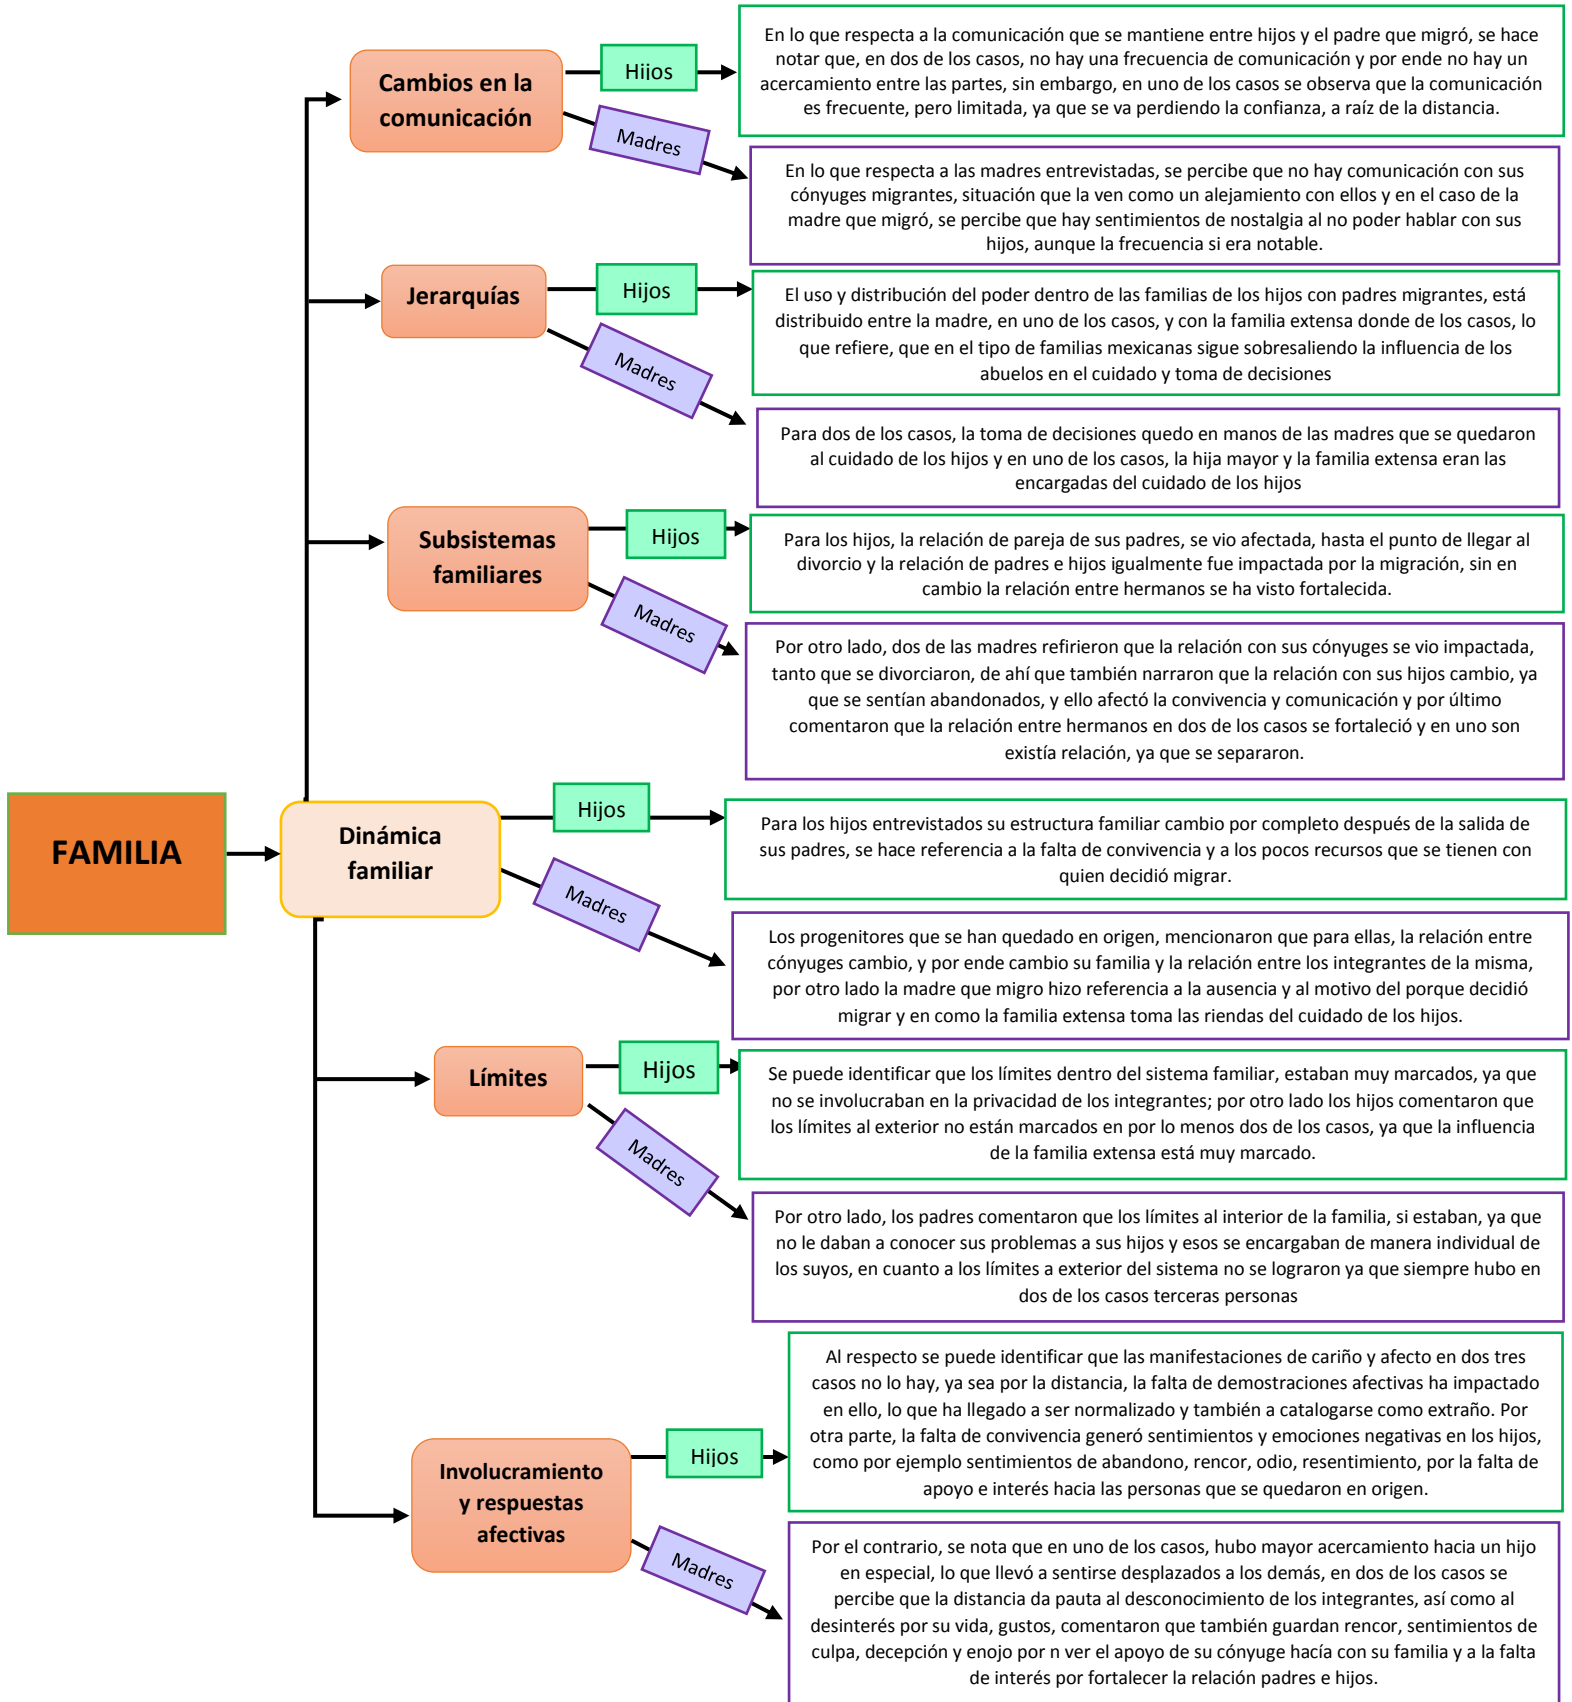 Cambios en la
comunicación
Hijos
En lo que respecta a la comunicación que se mantiene entre hijos y el padre que migró, se hace
notar que, en dos de los casos, no hay una frecuencia de comunicación y por ende no hay un
acercamiento entre las partes, sin embargo, en uno de los casos se observa que la comunicación
es frecuente, pero limitada, ya que se va perdiendo la confianza, a raíz de la distancia.
Madres
En lo que respecta a las madres entrevistadas, se percibe que no hay comunicación con sus
cónyuges migrantes, situación que la ven como un alejamiento con ellos y en el caso de la
madre que migró, se percibe que hay sentimientos de nostalgia al no poder hablar con sus
hijos, aunque la frecuencia si era notable.
Jerarquías
Hijos
El uso y distribución del poder dentro de las familias de los hijos con padres migrantes, está
distribuido entre la madre, en uno de los casos, y con la familia extensa donde de los casos, lo
que refiere, que en el tipo de familias mexicanas sigue sobresaliendo la influencia de los
abuelos en el cuidado y toma de decisiones
Madres
Para dos de los casos, la toma de decisiones quedo en manos de las madres que se quedaron
al cuidado de los hijos y en uno de los casos, la hija mayor y la familia extensa eran las
encargadas del cuidado de los hijos
Subsistemas
familiares
Hijos
Para los hijos, la relación de pareja de sus padres, se vio afectada, hasta el punto de llegar al
divorcio y la relación de padres e hijos igualmente fue impactada por la migración, sin en
cambio la relación entre hermanos se ha visto fortalecida.
Madres
Por otro lado, dos de las madres refirieron que la relación con sus cónyuges se vio impactada,
tanto que se divorciaron, de ahí que también narraron que la relación con sus hijos cambio, ya
que se sentían abandonados, y ello afectó la convivencia y comunicación y por último
comentaron que la relación entre hermanos en dos de los casos se fortaleció y en uno son
existía relación, ya que se separaron.
FAMILIA
Dinámica
familiar
Hijos
Para los hijos entrevistados su estructura familiar cambio por completo después de la salida de
sus padres, se hace referencia a la falta de convivencia y a los pocos recursos que se tienen con
quien decidió migrar.
Madres
Los progenitores que se han quedado en origen, mencionaron que para ellas, la relación entre
cónyuges cambio, y por ende cambio su familia y la relación entre los integrantes de la misma,
por otro lado la madre que migro hizo referencia a la ausencia y al motivo del porque decidió
migrar y en como la familia extensa toma las riendas del cuidado de los hijos.
Límites
Hijos
Se puede identificar que los límites dentro del sistema familiar, estaban muy marcados, ya que
no se involucraban en la privacidad de los integrantes; por otro lado los hijos comentaron que
los límites al exterior no están marcados en por lo menos dos de los casos, ya que la influencia
de la familia extensa está muy marcado.
Madres
Por otro lado, los padres comentaron que los límites al interior de la familia, si estaban, ya que
no le daban a conocer sus problemas a sus hijos y esos se encargaban de manera individual de
los suyos, en cuanto a los límites a exterior del sistema no se lograron ya que siempre hubo en
dos de los casos terceras personas
Involucramiento
y respuestas
afectivas
Hijos
Al respecto se puede identificar que las manifestaciones de cariño y afecto en dos tres
casos no lo hay, ya sea por la distancia, la falta de demostraciones afectivas ha impactado
en ello, lo que ha llegado a ser normalizado y también a catalogarse como extraño. Por
otra parte, la falta de convivencia generó sentimientos y emociones negativas en los hijos,
como por ejemplo sentimientos de abandono, rencor, odio, resentimiento, por la falta de
apoyo e interés hacia las personas que se quedaron en origen.
Madres
Por el contrario, se nota que en uno de los casos, hubo mayor acercamiento hacia un hijo
en especial, lo que llevó a sentirse desplazados a los demás, en dos de los casos se
percibe que la distancia da pauta al desconocimiento de los integrantes, así como al
desinterés por su vida, gustos, comentaron que también guardan rencor, sentimientos de
culpa, decepción y enojo por n ver el apoyo de su cónyuge hacía con su familia y a la falta
de interés por fortalecer la relación padres e hijos.